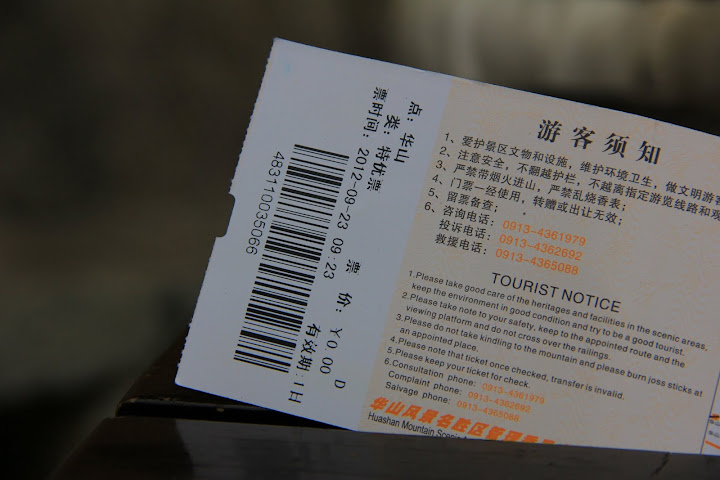 点：华山
类：特优票
票时间：2012-09-23 09:23
票 价：Y0.00 D
有效期：1日
483110035066
游客须知
1、爱护景区文物和设施，维护环境卫生，做文明游客
2、注意安全，不翻越护栏，不越离指定游览线路和观
3、严禁带烟火进山，严禁乱烧香表；
4、门票一经使用，转赠或出让无效；
5、留票备查；
6、咨询电话：0913-4361979
投诉电话：0913-4362692
救援电话：0913-4365088
TOURIST NOTICE
1.Please take good care of the heritages and faciities in the scenic areas,
keep the environment in good condition and try to be a good tourist.
2.Please take note to your safety, keep to the appointed route and the
viewing platform and do not cross over the railings.
3.Please do not take kindling to the mountain and please burn joss sticks at
an appointed place.
4.Please note that ticket once checked, transfer is invalid.
5.Please keep your ticket for check.
6.Consultation phone: 0913-4361979
Complaint phone: 0913-4362692
Salvage phone: 0913-4365088
华山风景名胜区管理
Huashan Mountain Scenic